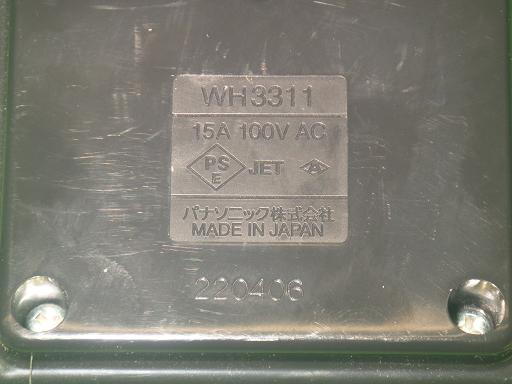 WH3311
15A 100V AC
PS E JET A
パナソニック株式会社
MADE IN JAPAN
220406